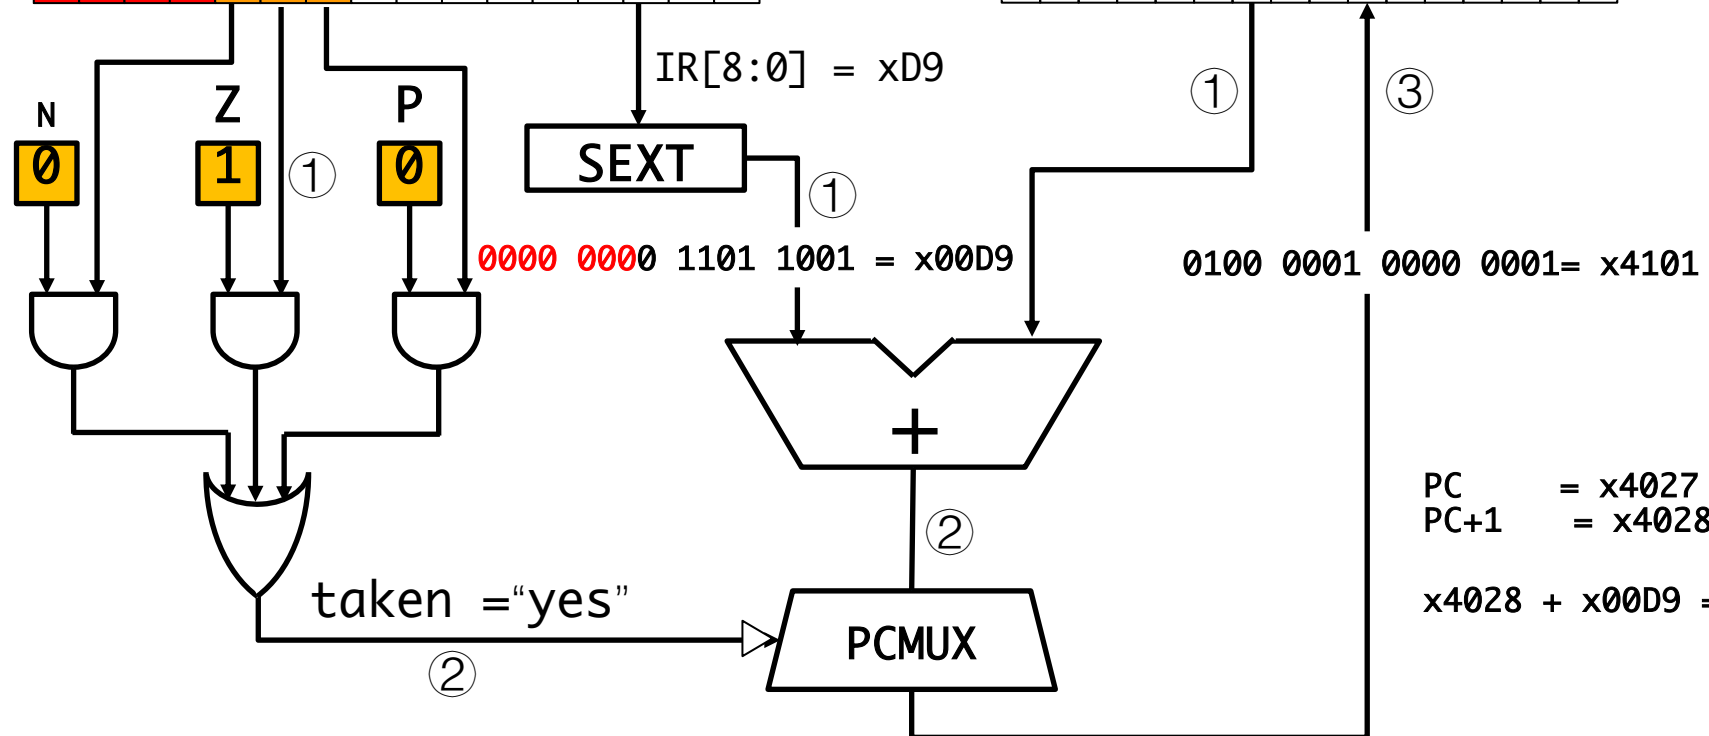 IR[8:0] = xD9
① ③
N Z P
0 1 ① 0
SEXT
①
0000 0000 1101 1001 = x00D9
0100 0001 0000 0001= x4101
+
PC = x4027
PC+1 = x4028
②
x4028 + x00D9 =
taken =“yes”
PCMUX
②